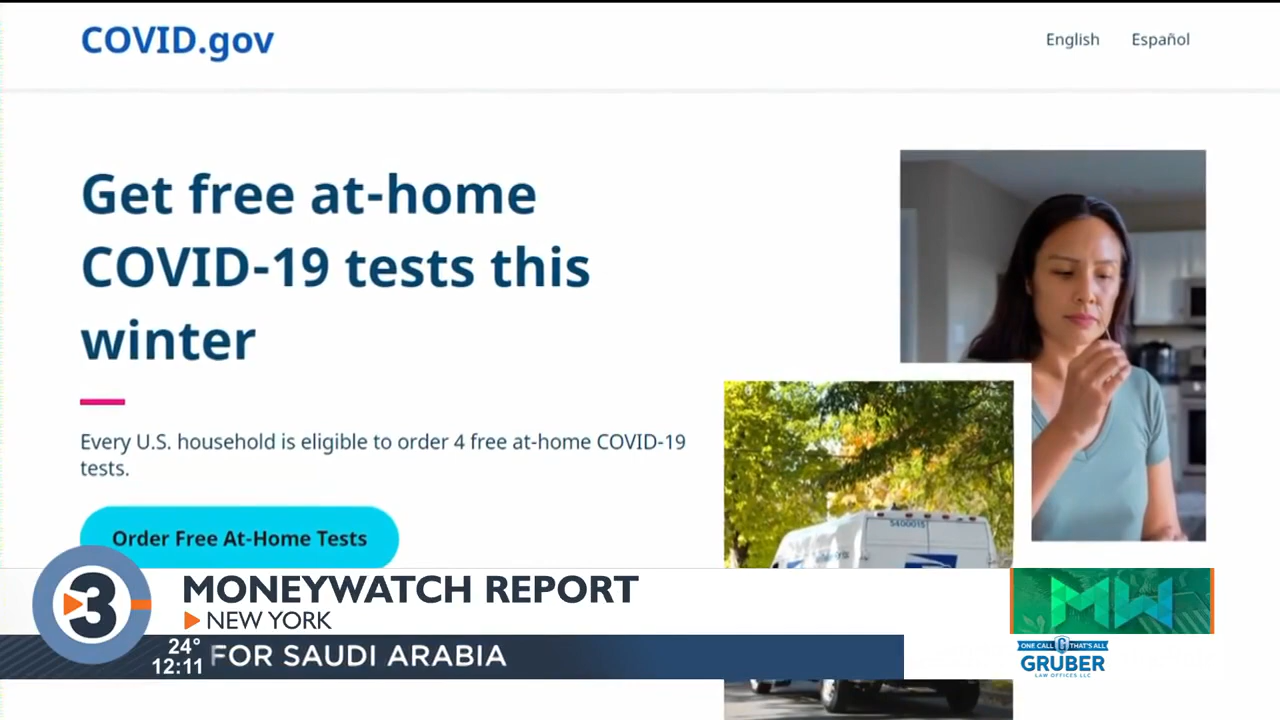 COVID.gov
English
Español
Get free at-home
COVID-19 tests this
winter
Every U.S. household is eligible to order 4 free at-home COVID-19
tests.
Order Free At-Home Tests
5400015
3
MONEYWATCH REPORT
NEW YORK
MW
24°
12:11
FOR SAUDI ARABIA
ONE CALL G THAT'S ALL
GRUBER
LAW OFFICES LLC